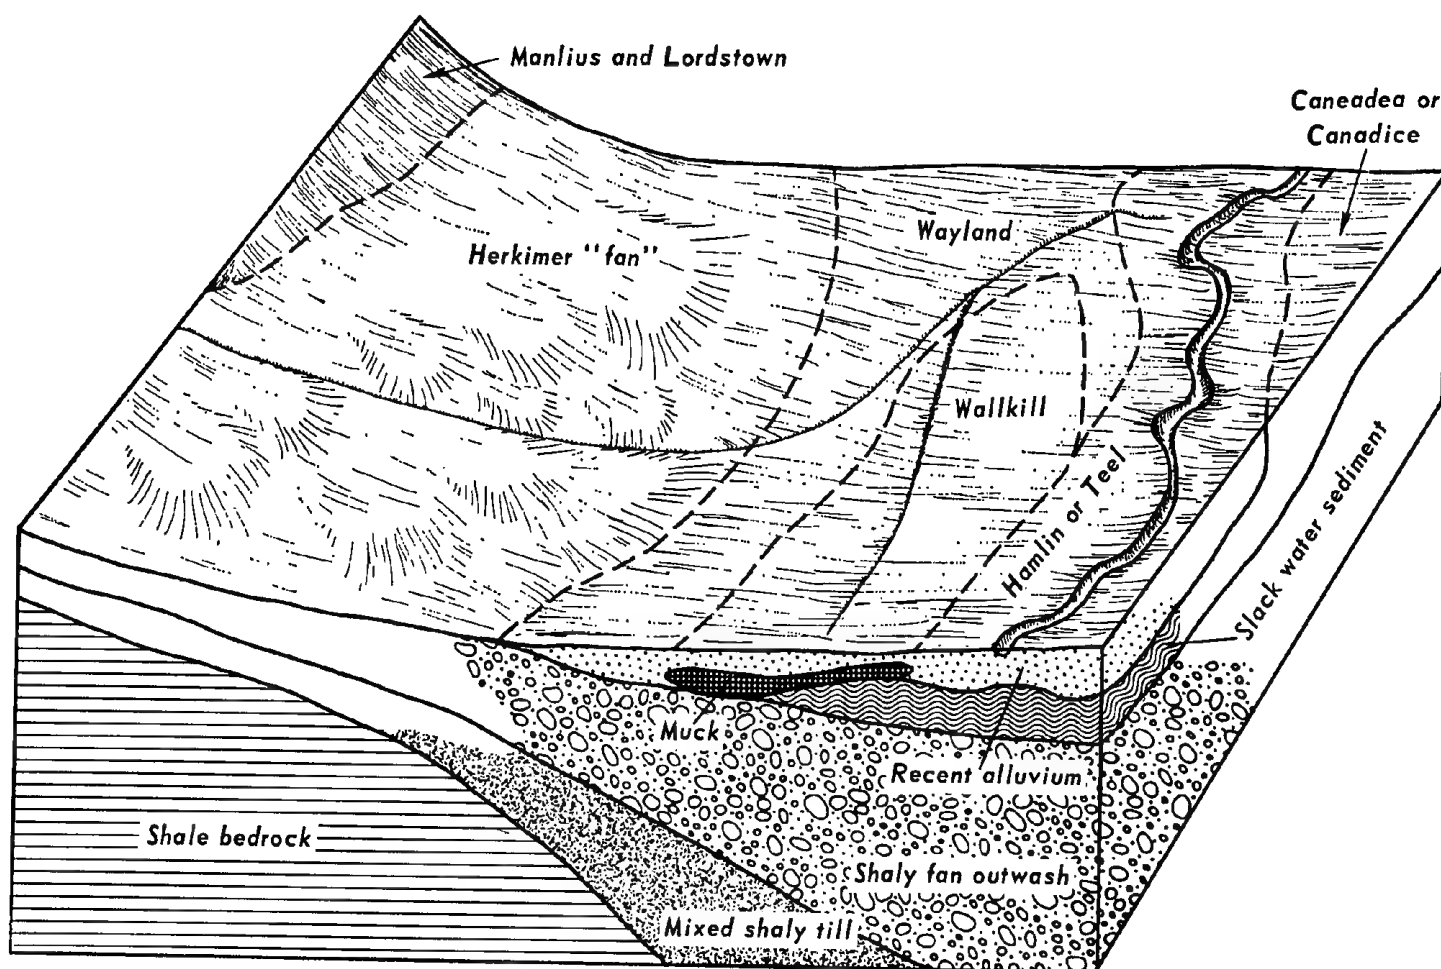 Manlius and Lordstown
Caneadea or
Canadice
Wayland
Herkimer "fan"
Wallkill
Hamlin or Teel
Slack water sediment
Muck
Recent alluvium
Shale bedrock
Shaly fan outwash
Mixed shaly till